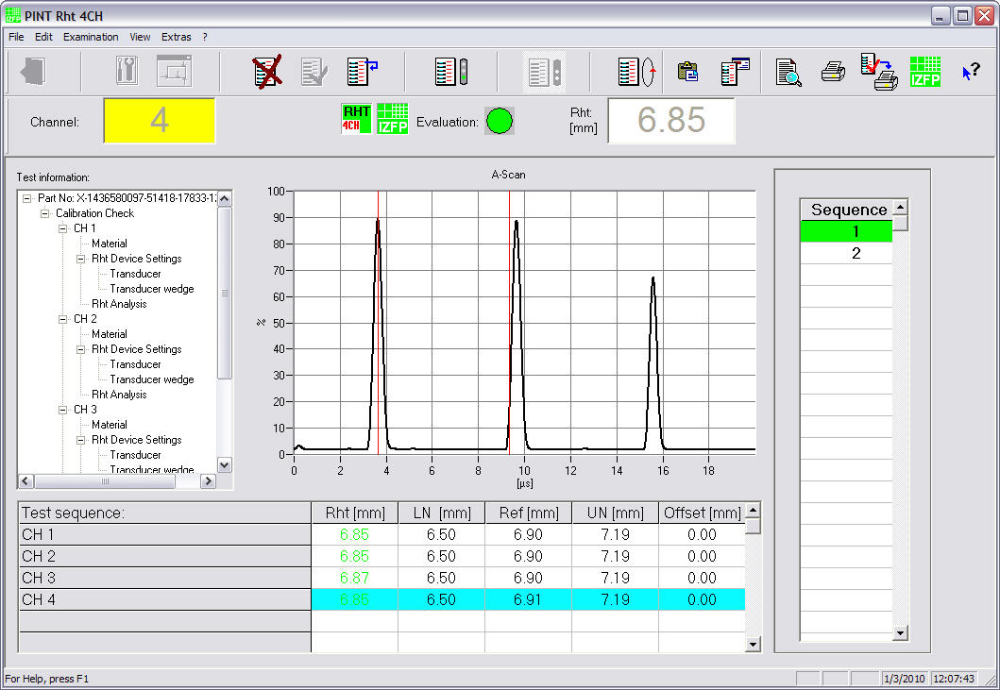 PINT Rht 4CH
File Edit Examination View Extras ?
IZFP
Channel: 4
RHT 4CH IZFP Evaluation:
Rht: [mm] 6.85
Test information:
Part No: X-1436580097-51418-17833-1
Calibration Check
CH 1
Material
Rht Device Settings
Transducer
Transducer wedge
Rht Analysis
CH 2
Material
Rht Device Settings
Transducer
Transducer wedge
Rht Analysis
CH 3
Material
Rht Device Settings
Transducer
Transducer wedge
A-Scan
100
90
80
70
60
%
50
40
30
20
10
0
0 2 4 6 8 10 12 14 16 18
[µs]
Sequence
1
2
Test sequence: Rht [mm] LN [mm] Ref [mm] UN [mm] Offset [mm]
CH 1 6.85 6.50 6.90 7.19 0.00
CH 2 6.85 6.50 6.90 7.19 0.00
CH 3 6.87 6.50 6.90 7.19 0.00
CH 4 6.85 6.50 6.91 7.19 0.00
For Help, press F1
1/3/2010 12:07:43